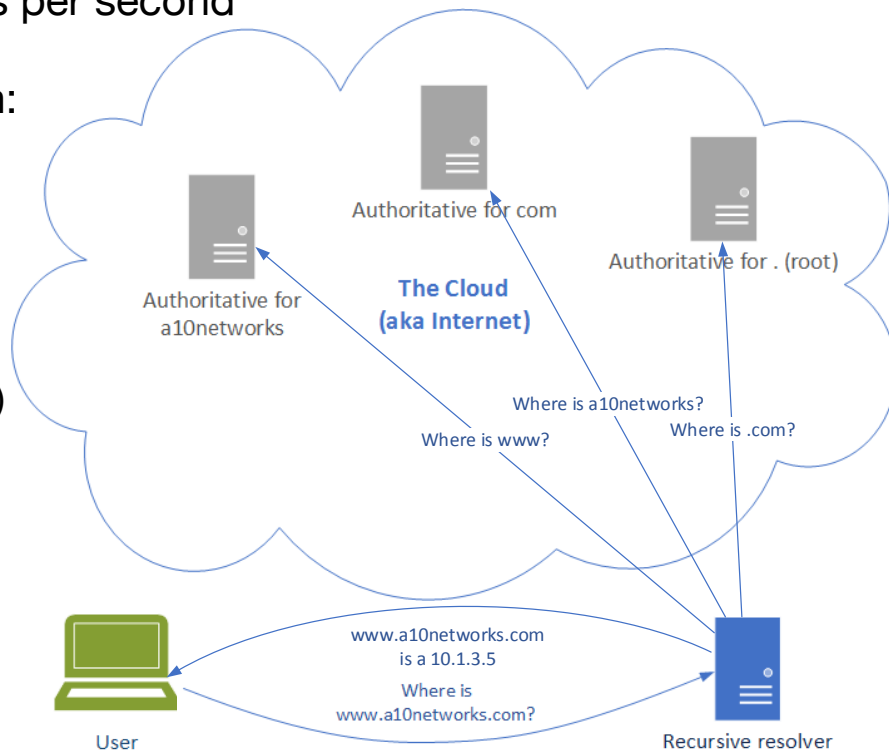 s per second
:
)
Authoritative for com
Authoritative for . (root)
Authoritative for
a10networks
The Cloud
(aka Internet)
Where is a10networks?
Where is .com?
Where is www?
www.a10networks.com
is a 10.1.3.5
Where is
www.a10networks.com?
User
Recursive resolver